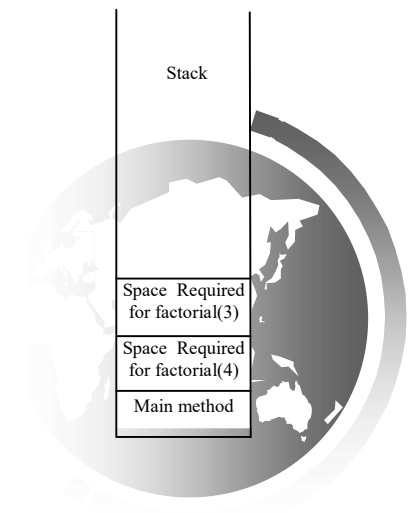 Stack
Space Required
for factorial(3)
Space Required
for factorial(4)
Main method